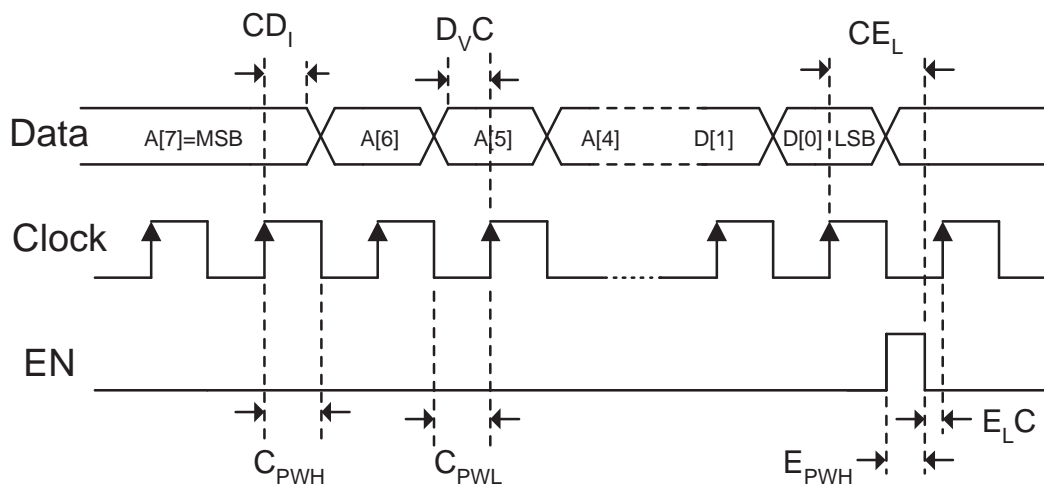 CD_I D_VC CE_L
Data A[7]=MSB A[6] A[5] A[4] D[1] D[0] LSB
Clock
EN
C_PWH C_PWL E_PWH E_LC